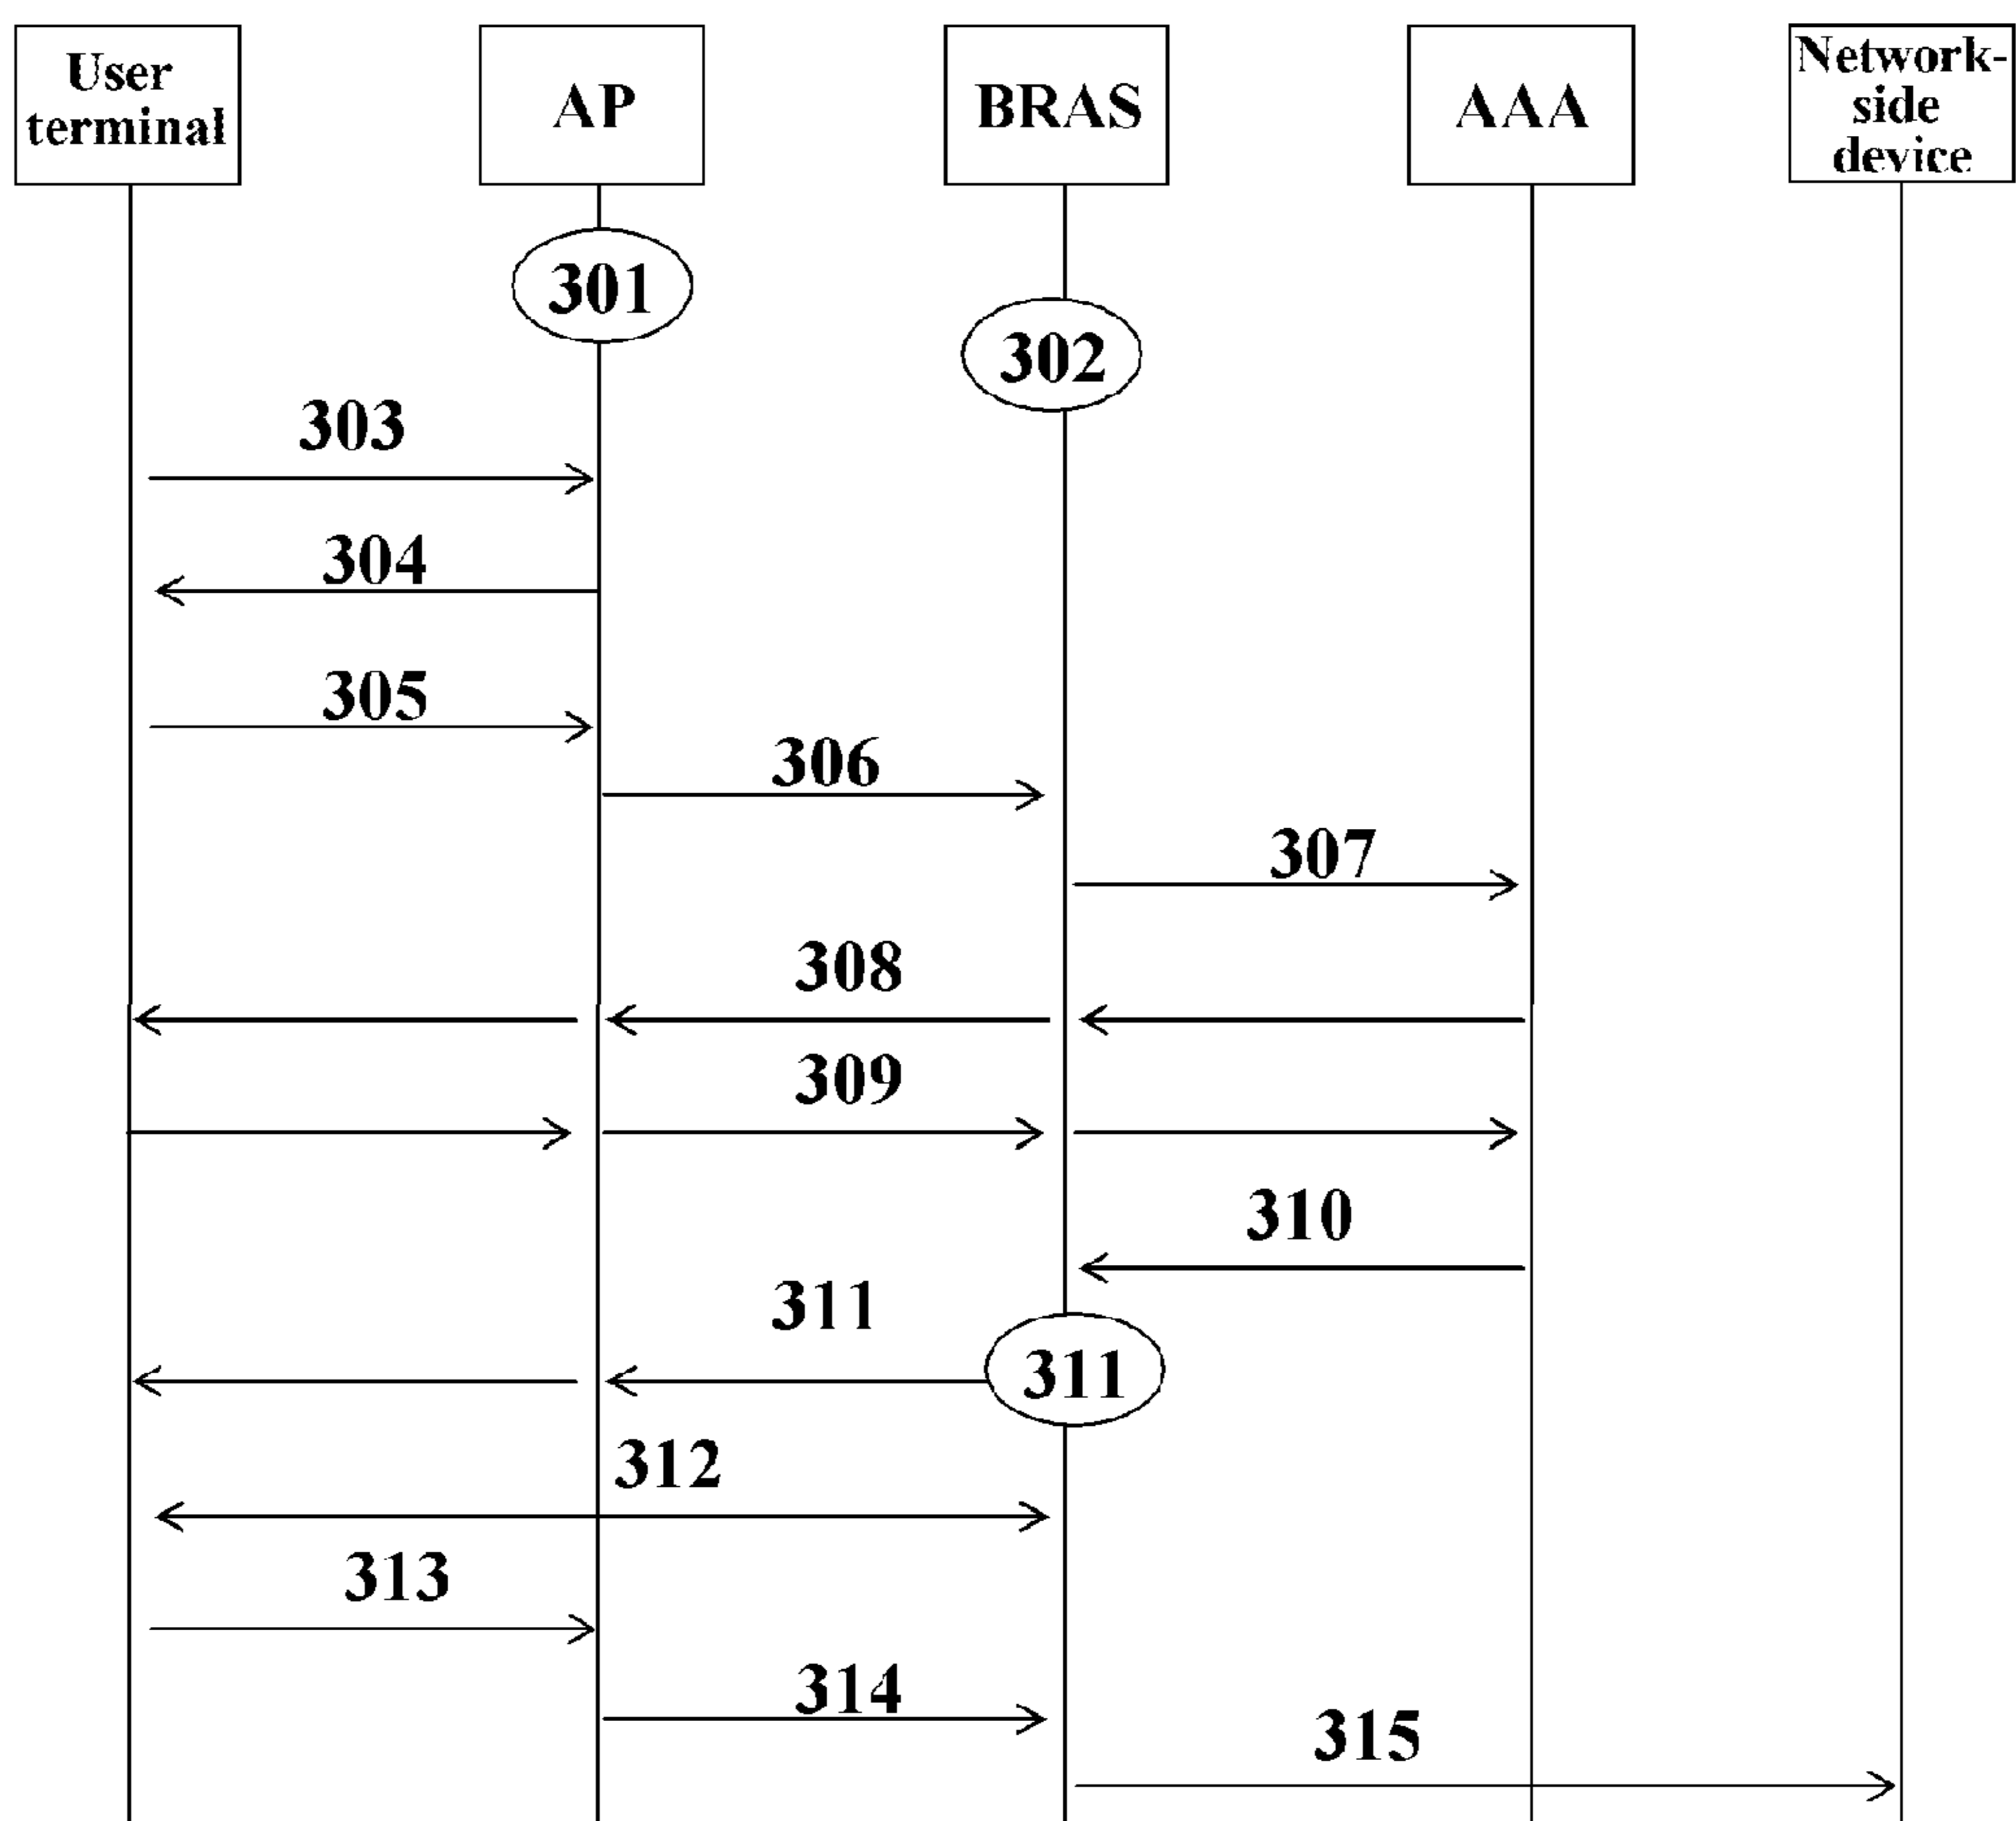 User
terminal
AP
BRAS
AAA
Network-
side
device
301
302
303
304
305
306
307
308
309
310
311
311
312
313
314
315